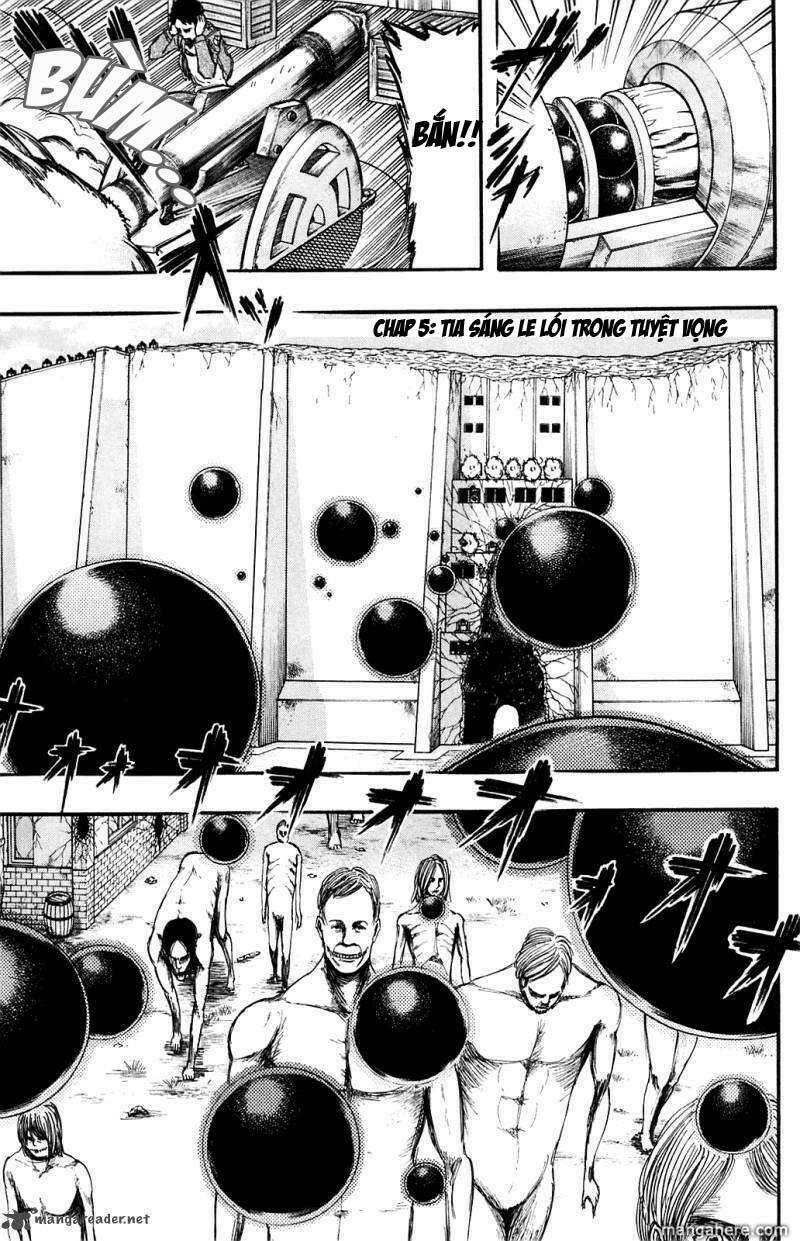 BẮN!!
BÙM...
CHAP 5: TIA SÁNG LE LÓI TRONG TUYỆT VỌNG
mangareader.net
mangahere.com